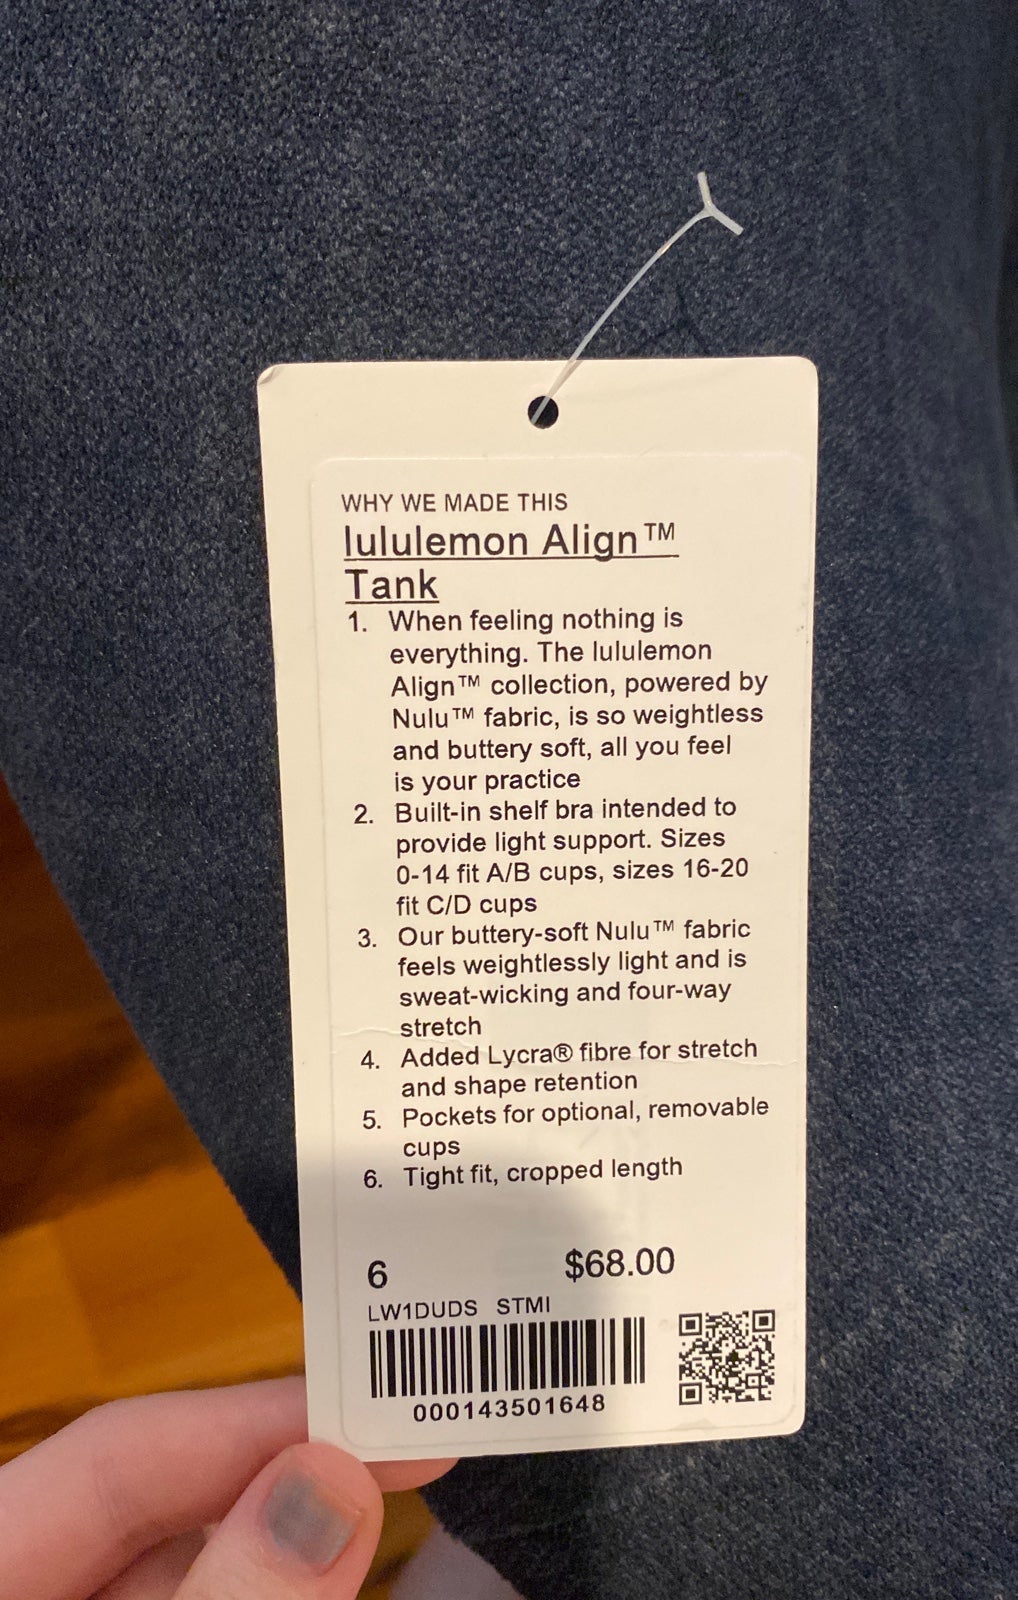 WHY WE MADE THIS
lululemon Align™
Tank
1. When feeling nothing is
everything. The lululemon
Align™ collection, powered by
Nulu™ fabric, is so weightless
and buttery soft, all you feel
is your practice
2. Built-in shelf bra intended to
provide light support. Sizes
0-14 fit A/B cups, sizes 16-20
fit C/D cups
3. Our buttery-soft Nulu™ fabric
feels weightlessly light and is
sweat-wicking and four-way
stretch
4. Added Lycra® fibre for stretch
and shape retention
5. Pockets for optional, removable
cups
6. Tight fit, cropped length
6 $68.00
LW1DUDS STMI
000143501648